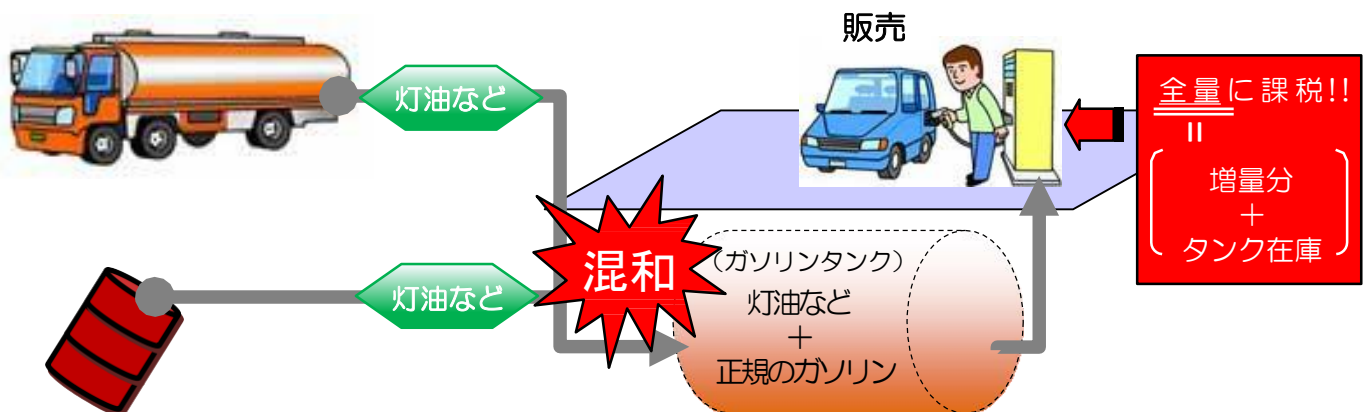 販売
灯油など
全量に課税!!
=
増量分
+
タンク在庫
混和
(ガソリンタンク)
灯油など
灯油など
+
正規のガソリン